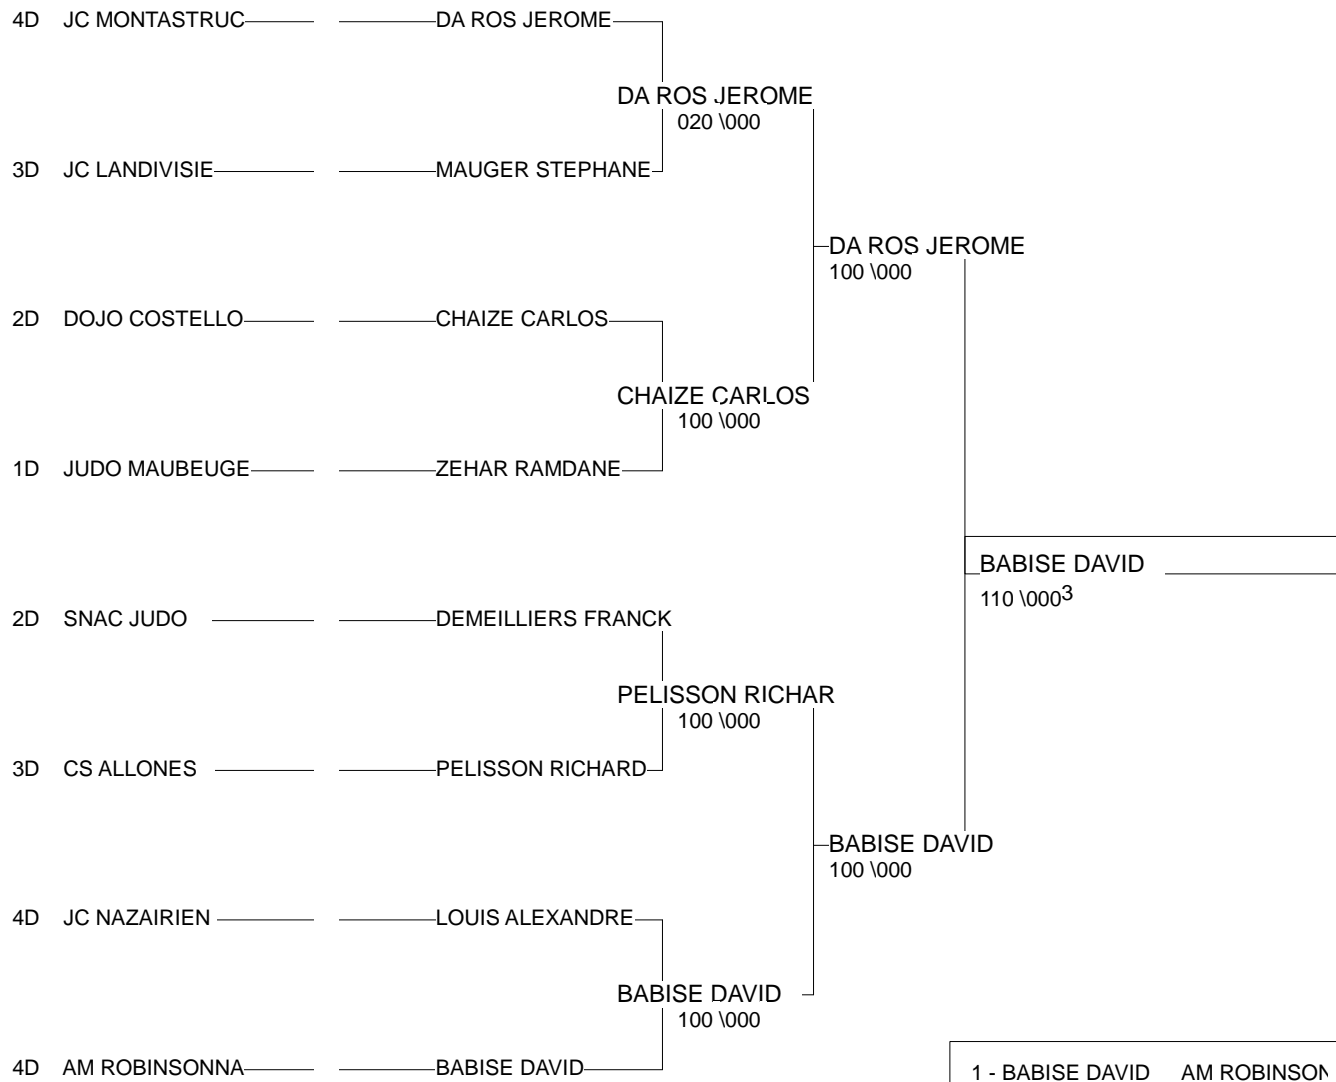 4D JC MONTASTRUC DA ROS JEROME
DA ROS JEROME
020 \000
3D JC LANDIVISIE MAUGER STEPHANE
DA ROS JEROME
100 \000
2D DOJO COSTELLO CHAIZE CARLOS
CHAIZE CARLOS
100 \000
1D JUDO MAUBEUGE ZEHAR RAMDANE
BABISE DAVID
110 \000³
2D SNAC JUDO DEMEILLIERS FRANCK
PELISSON RICHAR
100 \000
3D CS ALLONES PELISSON RICHARD
BABISE DAVID
100 \000
4D JC NAZAIRIEN LOUIS ALEXANDRE
BABISE DAVID
100 \000
4D AM ROBINSONNA BABISE DAVID
1 - BABISE DAVID AM ROBINSON